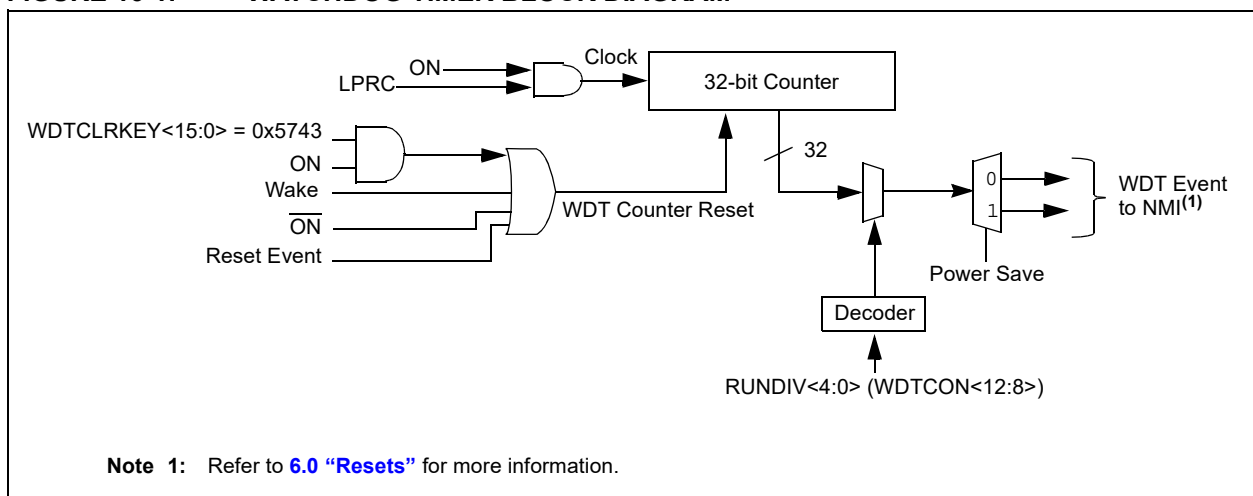 ON
Clock
LPRC
32-bit Counter
WDTCLRKEY<15:0> = 0x5743
ON
Wake
ON
Reset Event
WDT Counter Reset
32
0
1
WDT Event
to NMI(1)
Power Save
Decoder
RUNDIV<4:0> (WDTCON<12:8>)
Note 1: Refer to 6.0 “Resets” for more information.